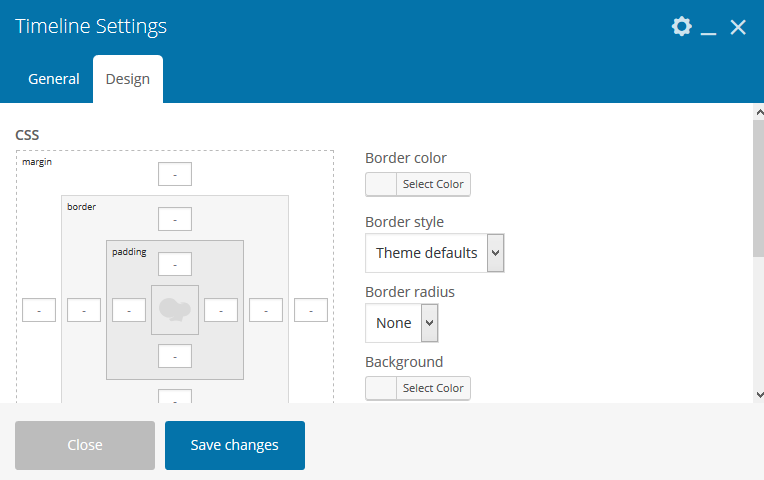 Timeline Settings
General
Design
CSS
margin
-
border
-
padding
-
- - - - - -
-
-
Border color
Select Color
Border style
Theme defaults
Border radius
None
Background
Select Color
Close
Save changes